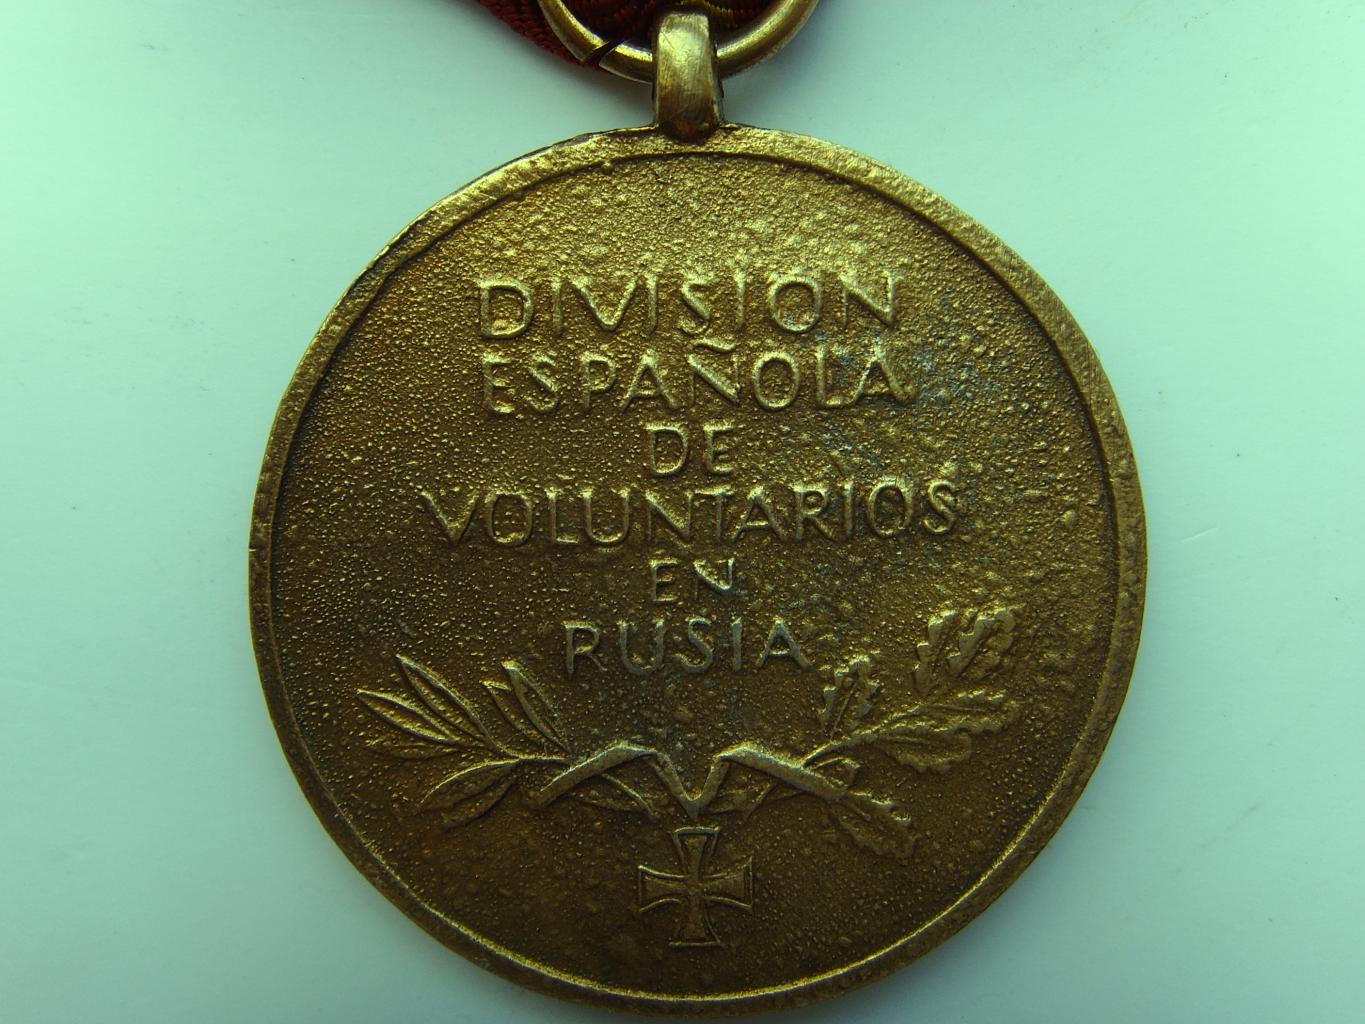 DIVISION
ESPAÑOLA
DE
VOLUNTARIOS
EN
RUSIA